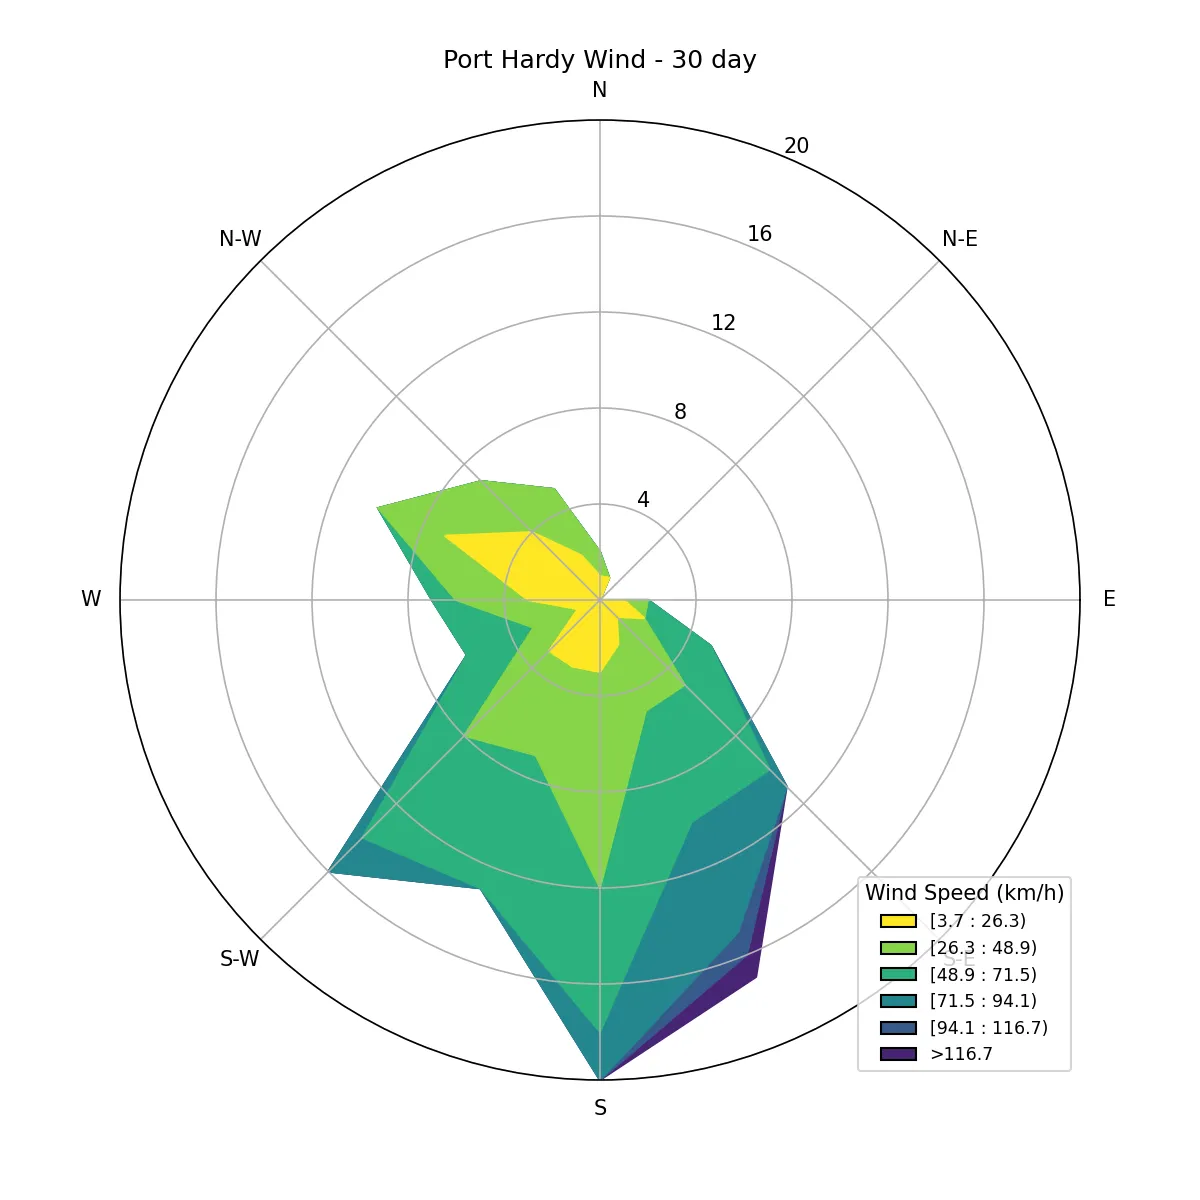 Port Hardy Wind - 30 day
N
20
N-W
N-E
16
12
8
4
W
E
S-W
S-E
S
Wind Speed (km/h)
[3.7 : 26.3)
[26.3 : 48.9)
[48.9 : 71.5)
[71.5 : 94.1)
[94.1 : 116.7)
>116.7